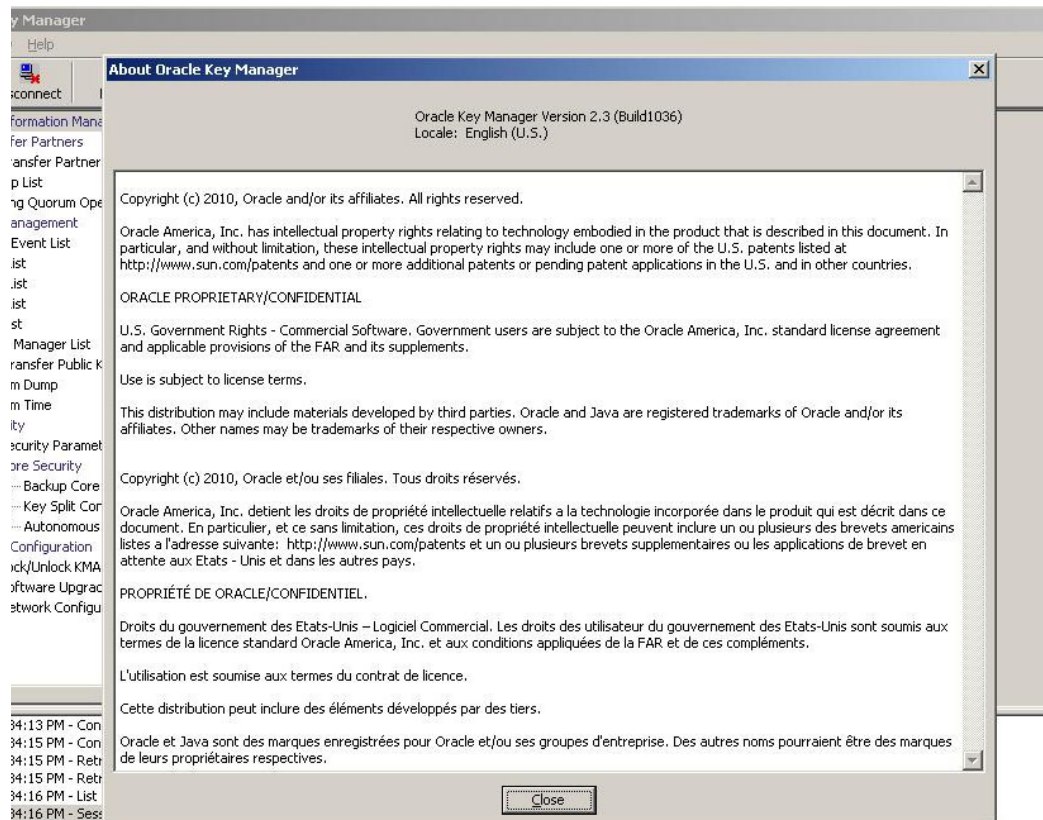 y Manager
Help
About Oracle Key Manager
sconnect
Oracle Key Manager Version 2.3 (Build1036)
Locale: English (U.S.)
formation Mana
fer Partners
ansfer Partner
p List
ng Quorum Ope
anagement
Event List
ist
List
ist
st
Manager List
ransfer Public K
m Dump
m Time
ity
ecurity Paramet
ore Security
Backup Core
Key Split Con
Autonomous
Configuration
ock/Unlock KMA
oftware Upgrad
etwork Configu
Copyright (c) 2010, Oracle and/or its affiliates. All rights reserved.
Oracle America, Inc. has intellectual property rights relating to technology embodied in the product that is described in this document. In
particular, and without limitation, these intellectual property rights may include one or more of the U.S. patents listed at
http://www.sun.com/patents and one or more additional patents or pending patent applications in the U.S. and in other countries.
ORACLE PROPRIETARY/CONFIDENTIAL
U.S. Government Rights - Commercial Software. Government users are subject to the Oracle America, Inc. standard license agreement
and applicable provisions of the FAR and its supplements.
Use is subject to license terms.
This distribution may include materials developed by third parties. Oracle and Java are registered trademarks of Oracle and/or its
affiliates. Other names may be trademarks of their respective owners.
Copyright (c) 2010, Oracle et/ou ses filiales. Tous droits réservés.
Oracle America, Inc. detient les droits de propriété intellectuelle relatifs a la technologie incorporée dans le produit qui est décrit dans ce
document. En particulier, et ce sans limitation, ces droits de propriété intellectuelle peuvent inclure un ou plusieurs des brevets americains
listes a l'adresse suivante: http://www.sun.com/patents et un ou plusieurs brevets supplementaires ou les applications de brevet en
attente aux Etats - Unis et dans les autres pays.
PROPRIÉTÉ DE ORACLE/CONFIDENTIEL.
Droits du gouvernement des Etats-Unis – Logiciel Commercial. Les droits des utilisateur du gouvernement des Etats-Unis sont soumis aux
termes de la licence standard Oracle America, Inc. et aux conditions appliquées de la FAR et de ces compléments.
L'utilisation est soumise aux termes du contrat de licence.
Cette distribution peut inclure des éléments développés par des tiers.
Oracle et Java sont des marques enregistrées pour Oracle et/ou ses groupes d'entreprise. Des autres noms pourraient être des marques
de leurs propriétaires respectives.
Close
34:13 PM - Con
34:15 PM - Con
34:15 PM - Retr
34:15 PM - Retr
34:16 PM - List
34:16 PM - Sess